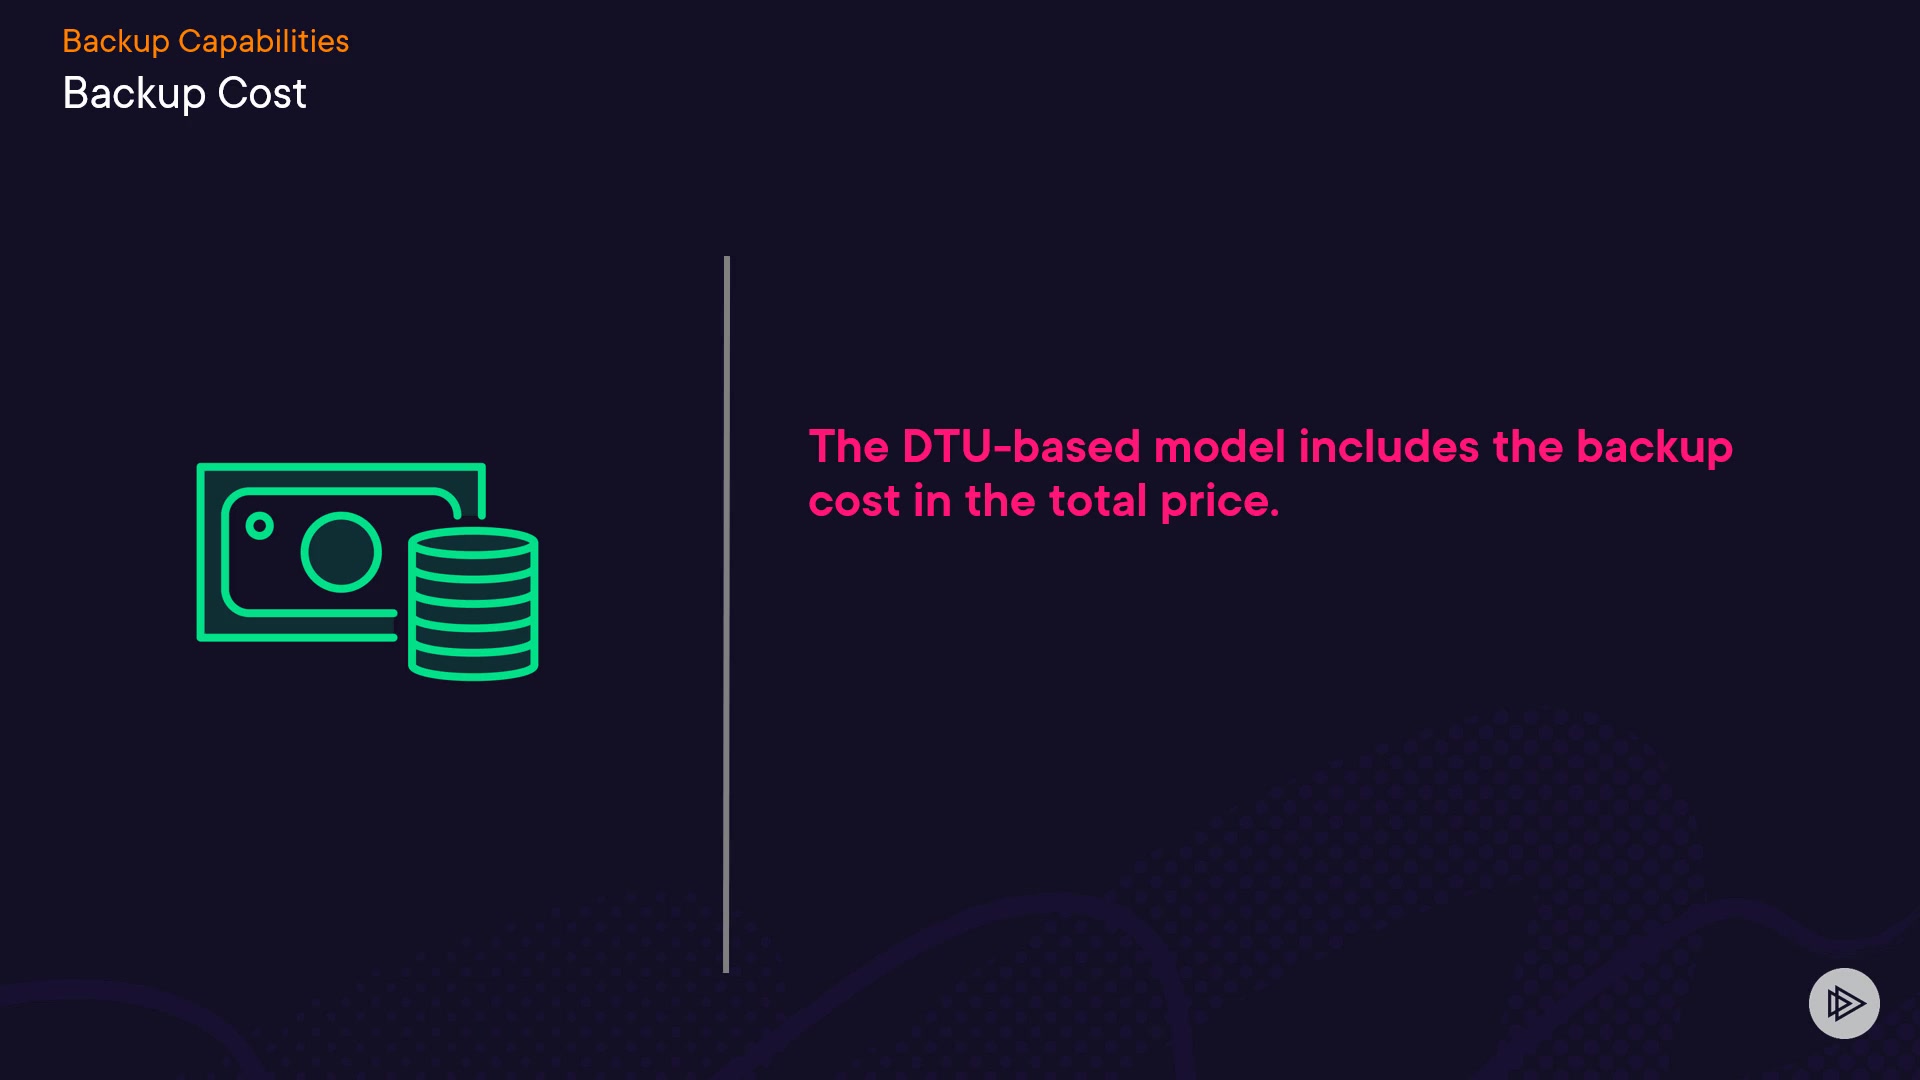 Backup Capabilities
Backup Cost
The DTU-based model includes the backup
cost in the total price.